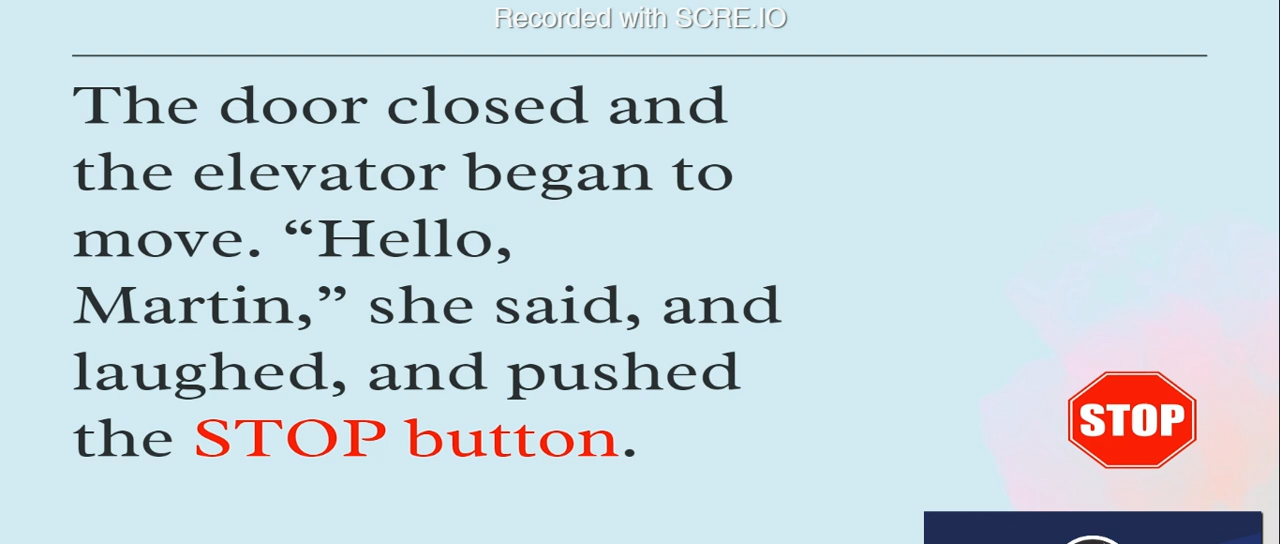 Recorded with SCRE.IO
The door closed and
the elevator began to
move. “Hello,
Martin,” she said, and
laughed, and pushed
the STOP button.
STOP